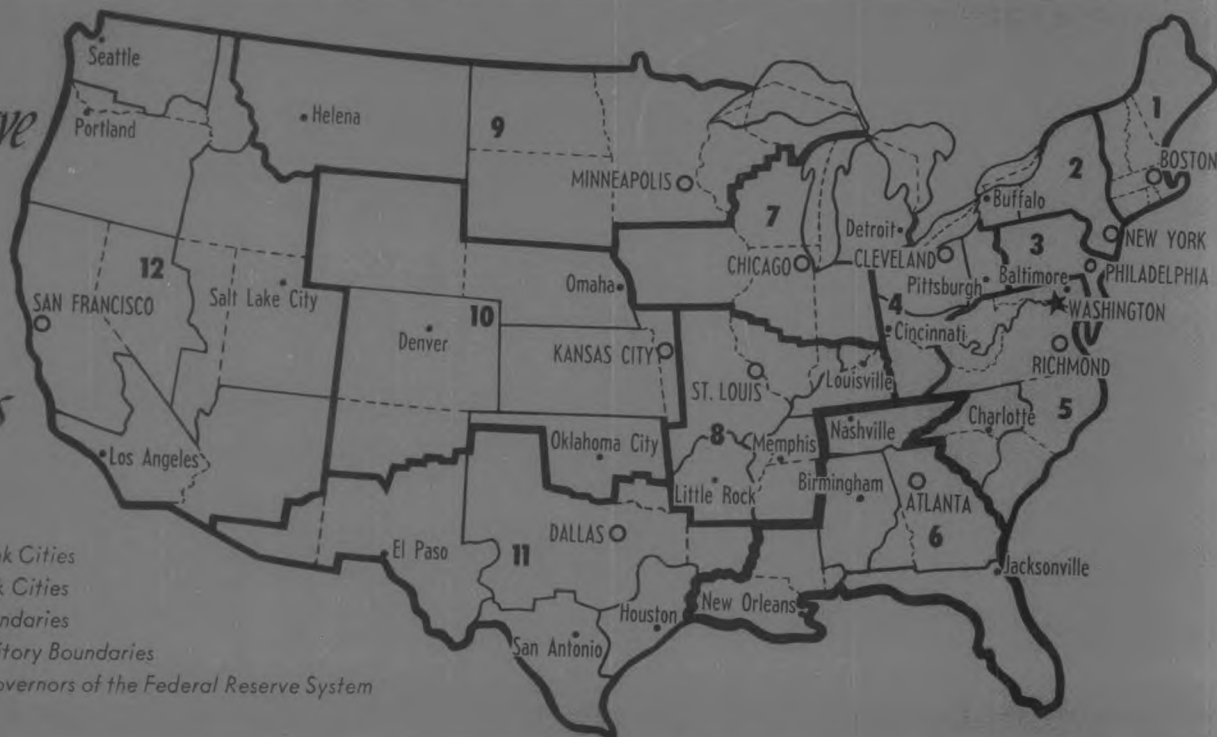 Seattle
Portland
Helena
9
MINNEAPOLIS
1
BOSTON
2
Buffalo
NEW YORK
7
Detroit
3
CHICAGO
CLEVELAND
Pittsburgh
Baltimore
PHILADELPHIA
WASHINGTON
12
SAN FRANCISCO
Salt Lake City
Omaha
Denver
10
KANSAS CITY
4
Cincinnati
ST. LOUIS
Louisville
RICHMOND
5
Charlotte
Los Angeles
Oklahoma City
8
Memphis
Nashville
Little Rock
Birmingham
ATLANTA
6
El Paso
11
DALLAS
Jacksonville
Houston
New Orleans
San Antonio
Cities
Cities
Boundaries
Governors of the Federal Reserve System